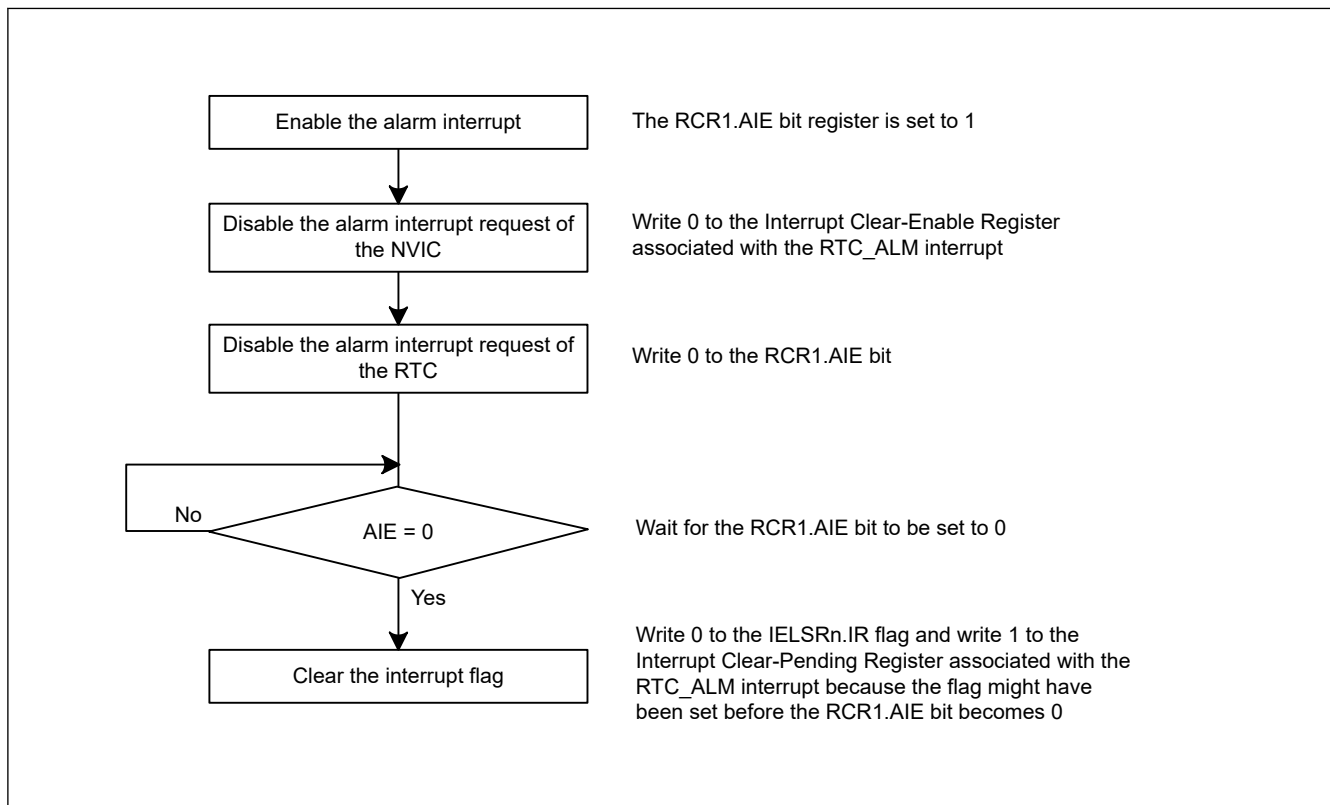 Enable the alarm interrupt
The RCR1.AIE bit register is set to 1
Disable the alarm interrupt request of
the NVIC
Write 0 to the Interrupt Clear-Enable Register
associated with the RTC_ALM interrupt
Disable the alarm interrupt request of
the RTC
Write 0 to the RCR1.AIE bit
No
AIE = 0
Wait for the RCR1.AIE bit to be set to 0
Yes
Clear the interrupt flag
Write 0 to the IELSRn.IR flag and write 1 to the
Interrupt Clear-Pending Register associated with the
RTC_ALM interrupt because the flag might have
been set before the RCR1.AIE bit becomes 0